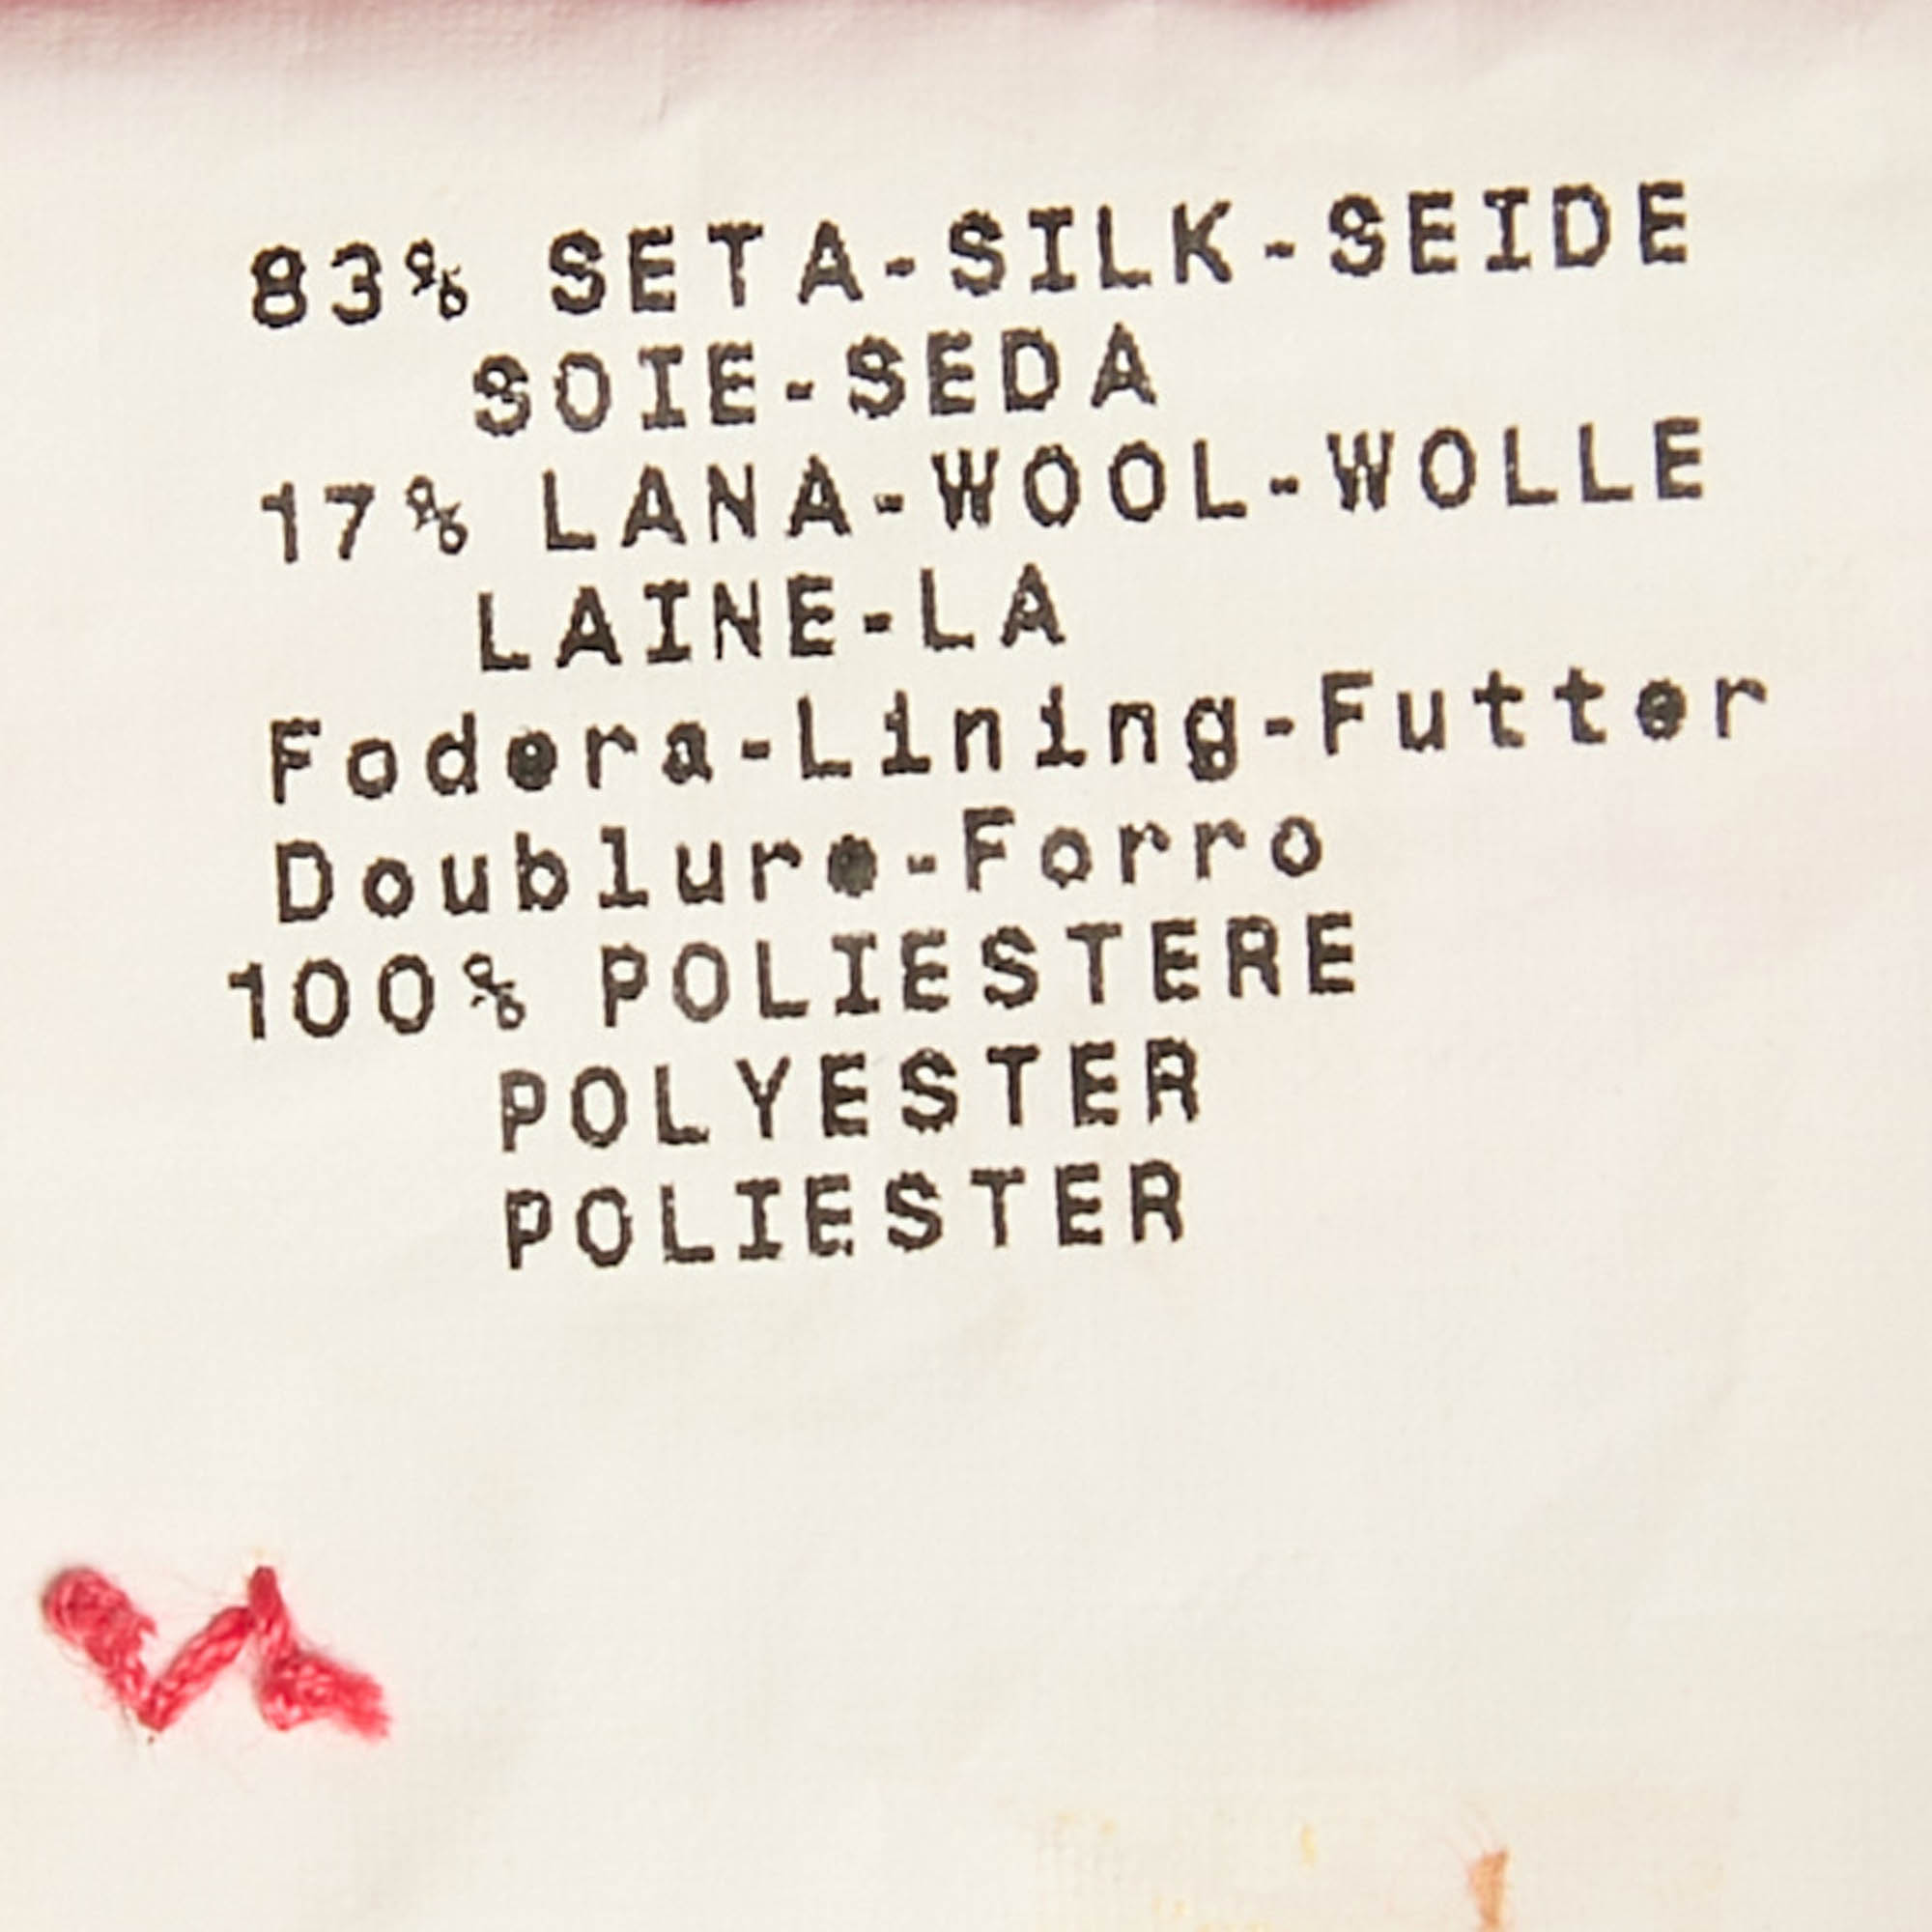 83% SETA-SILK-SEIDE
SOIE-SEDA
17% LANA-WOOL-WOLLE
LAINE-LA
Fodera-Lining-Futter
Doublure-Forro
100% POLIESTERE
POLYESTER
POLIESTER